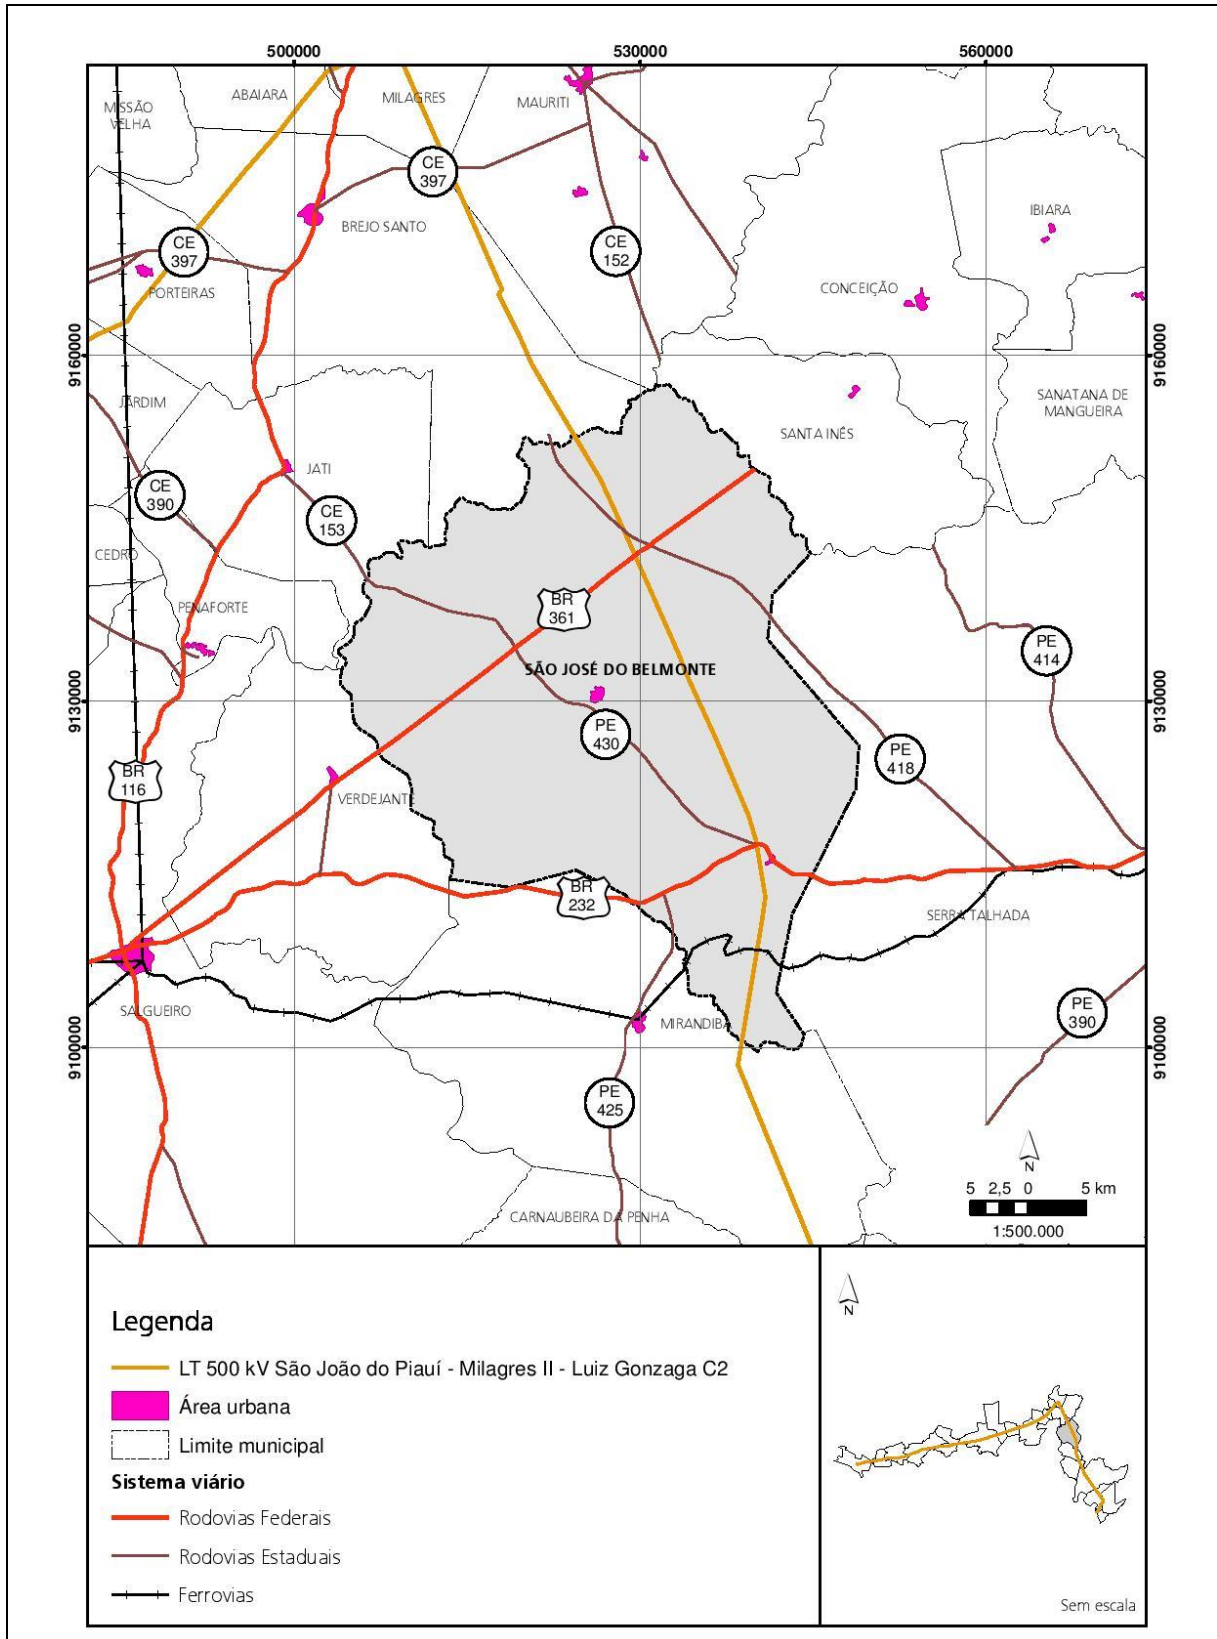 500000
530000
560000
ABAIARA
MILAGRES
MAURITI
MISSÃO
VELHA
CE
397
IBIARA
BREJO SANTO
CE
397
CE
152
CONCEIÇÃO
PORTEIRAS
9160000
9160000
JARDIM
SANATANA DE
MANGUEIRA
SANTA INÊS
JATI
CE
390
CE
153
CEDRO
PENAFORTE
BR
361
PE
414
SÃO JOSÉ DO BELMONTE
9130000
9130000
PE
430
PE
418
BR
116
VERDEJANTE
BR
232
SERRA TALHADA
SALGUEIRO
MIRANDIBA
PE
390
9100000
9100000
PE
425
N
5 2,5 0 5 km
1:500.000
CARNAUBEIRA DA PENHA
Legenda
LT 500 kV São João do Piauí - Milagres II - Luiz Gonzaga C2
Área urbana
Limite municipal
Sistema viário
Rodovias Federais
Rodovias Estaduais
Ferrovias
N
Sem escala